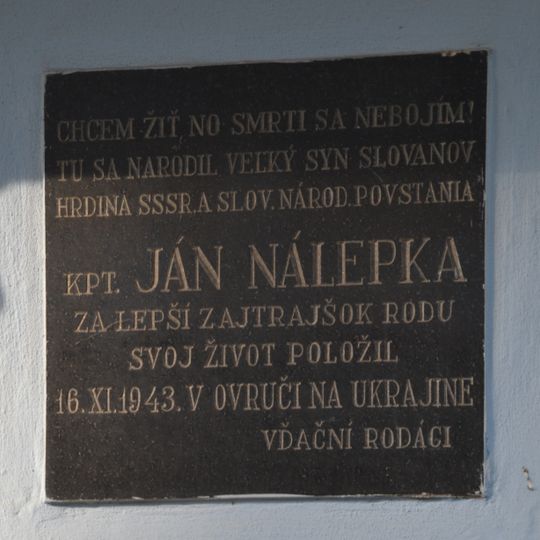 CHCEM ŽIŤ, NO SMRTI SA NEBOJÍM!
TU SA NARODIL VEĽKÝ SYN SLOVANOV
HRDINA SSSR. A SLOV. NÁROD. POVSTANIA
KPT. JÁN NÁLEPKA
ZA LEPŠÍ ZAJTRAJŠOK RODU
SVOJ ŽIVOT POLOŽIL
16.XI.1943. V OVRUČI NA UKRAJINE
VĎAČNÍ RODÁCI